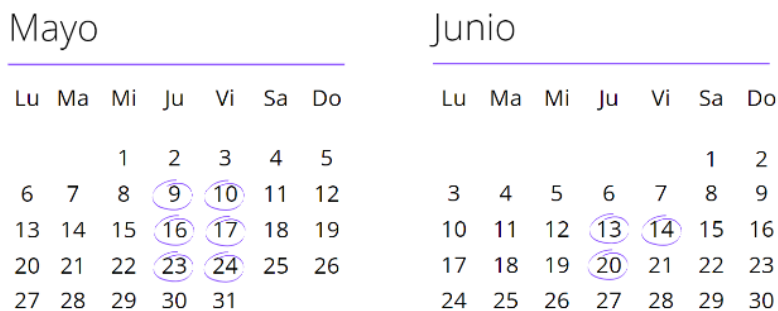 Mayo
Lu Ma Mi Ju Vi Sa Do
1 2 3 4 5
6 7 8 9 10 11 12
13 14 15 16 17 18 19
20 21 22 23 24 25 26
27 28 29 30 31
Junio
Lu Ma Mi Ju Vi Sa Do
1 2
3 4 5 6 7 8 9
10 11 12 13 14 15 16
17 18 19 20 21 22 23
24 25 26 27 28 29 30